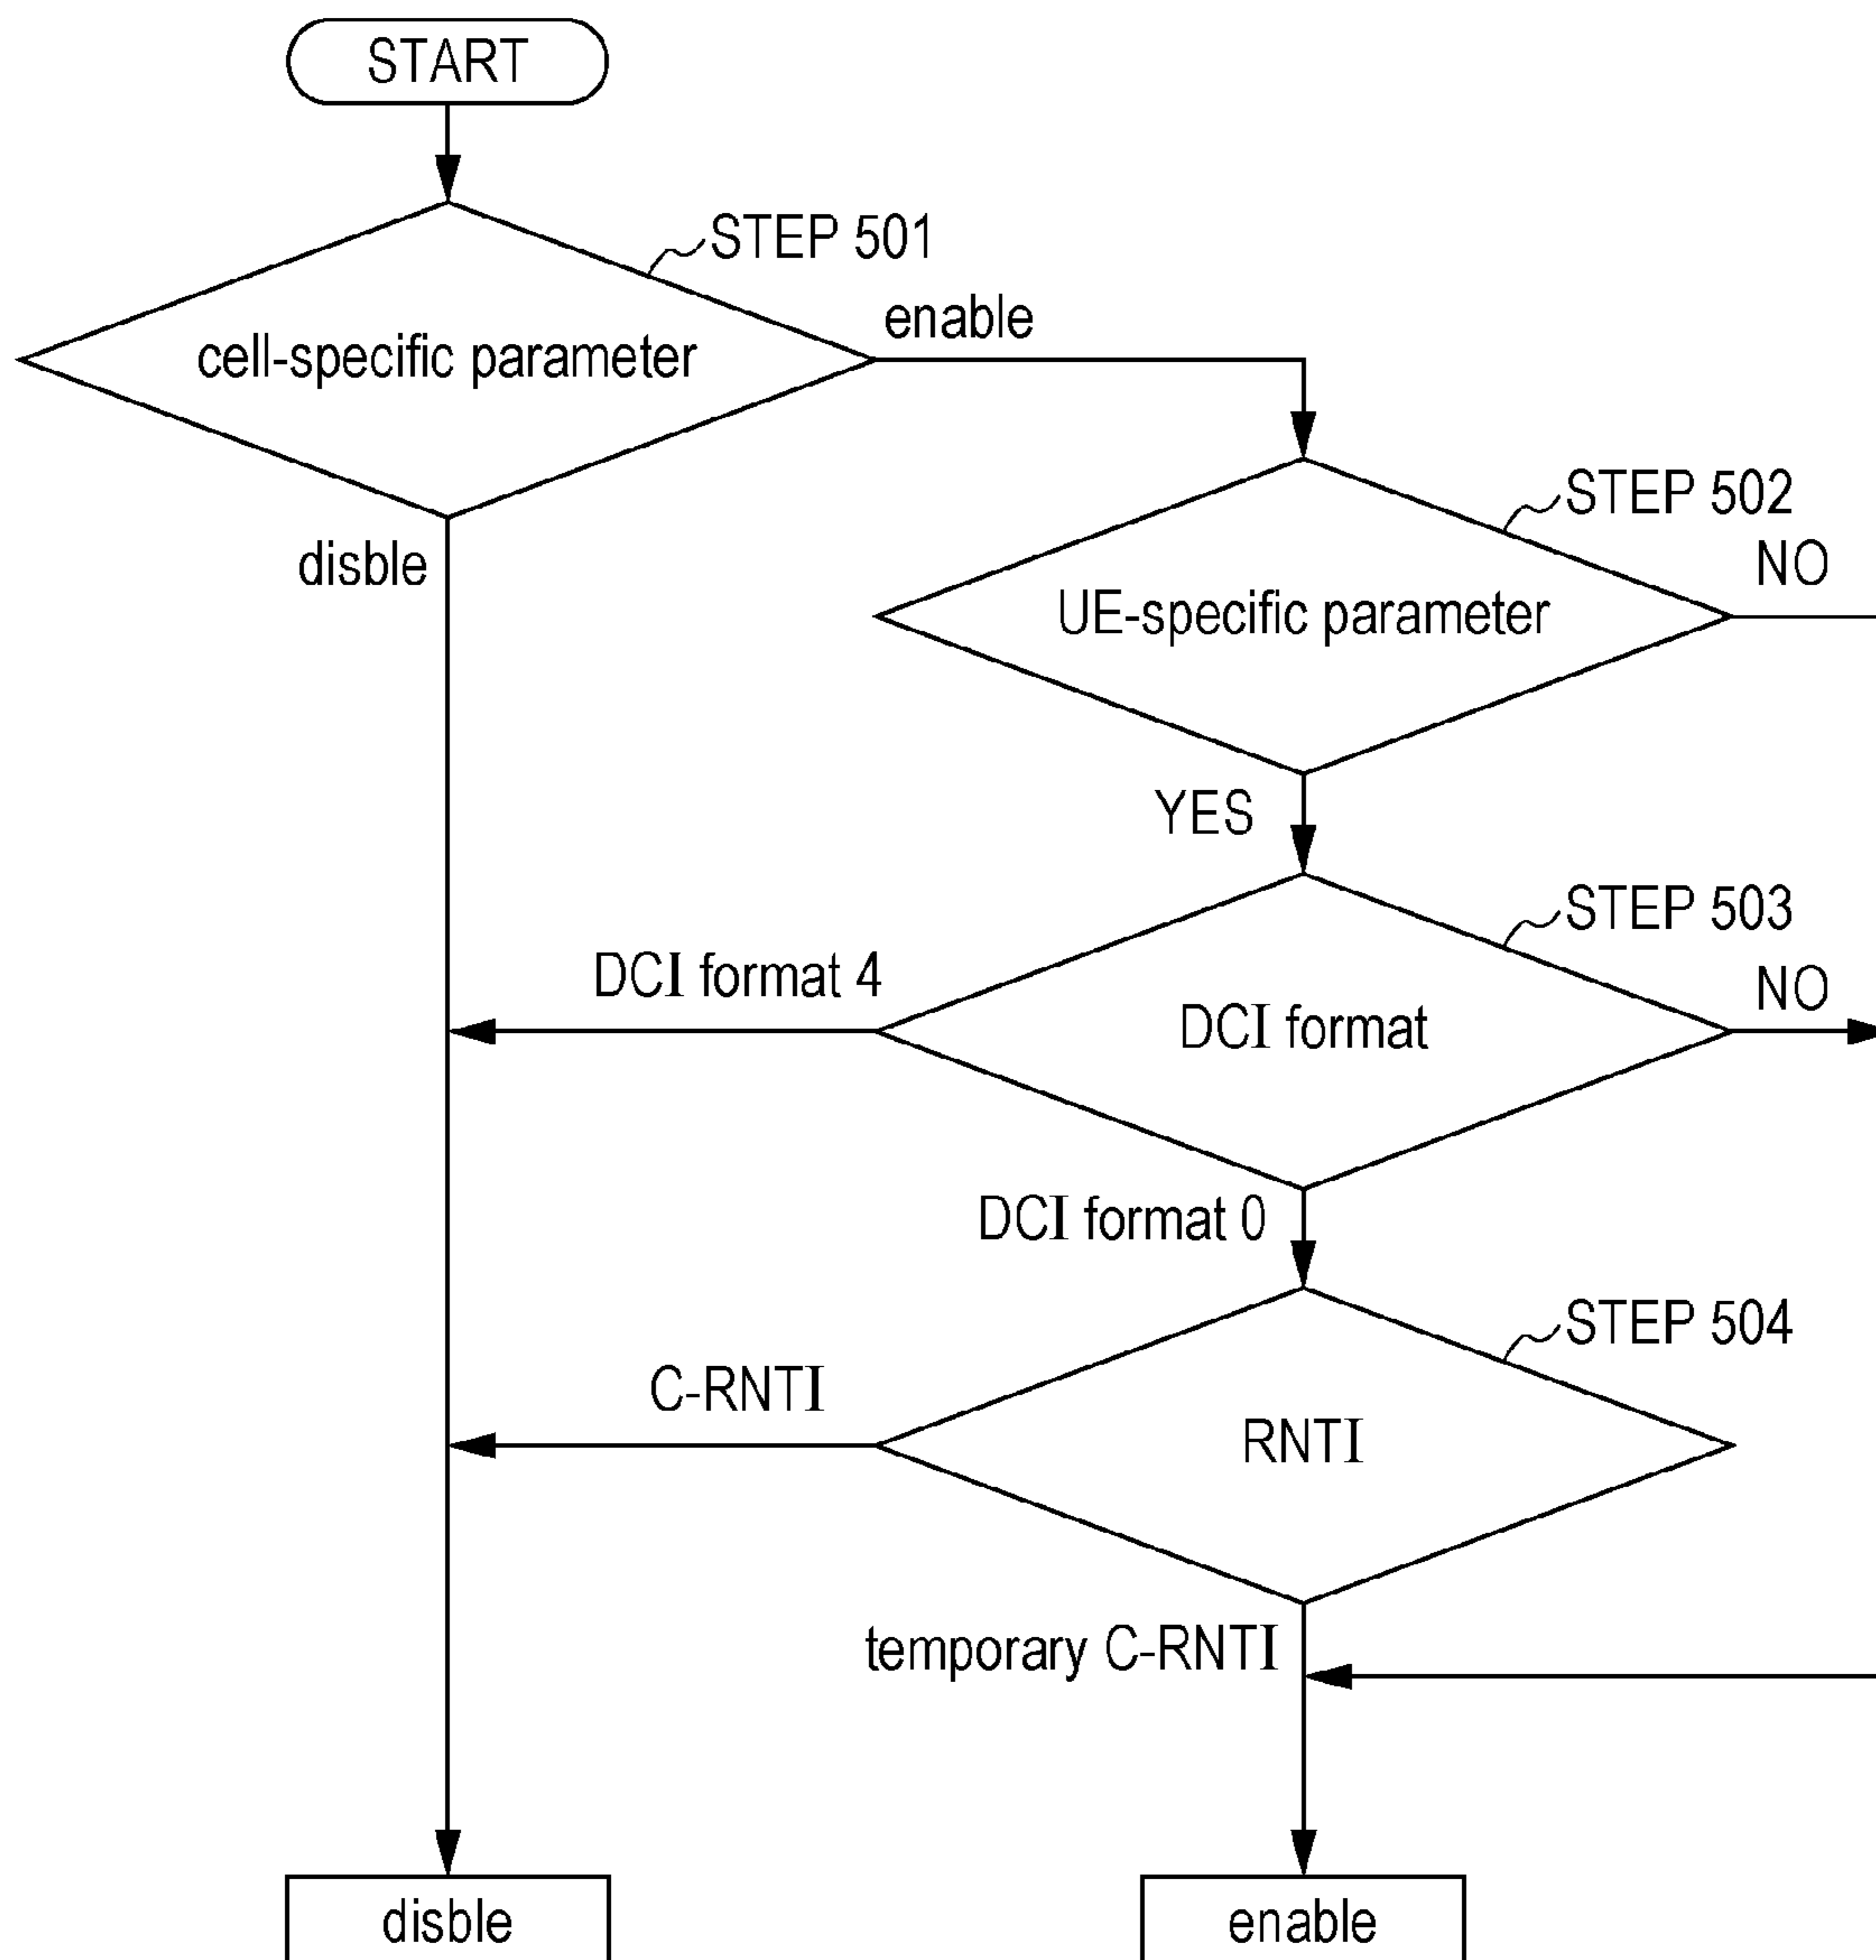 START
STEP 501
enable
cell-specific parameter
STEP 502
disble
NO
UE-specific parameter
YES
STEP 503
DCI format 4
NO
DCI format
DCI format 0
STEP 504
C-RNTI
RNTI
temporary C-RNTI
disble
enable